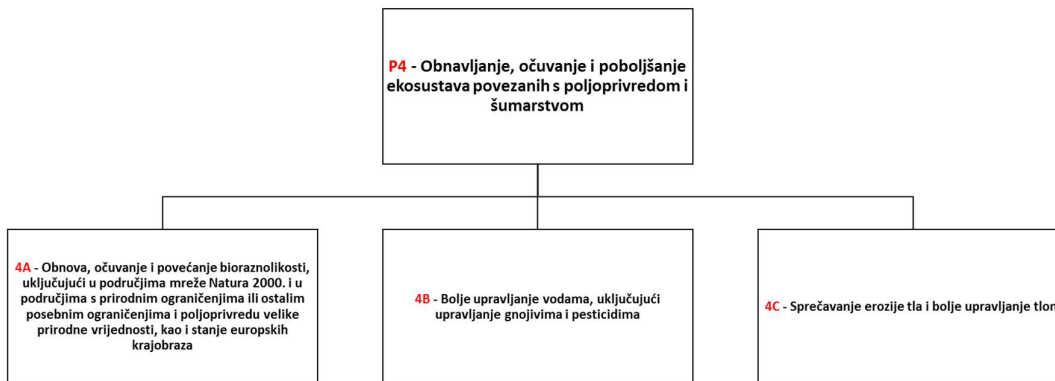 P4 - Obnavljanje, očuvanje i poboljšanje
ekosustava povezanih s poljoprivredom i
šumarstvom
4A - Obnova, očuvanje i povećanje bioraznolikosti,
uključujući u područjima mreže Natura 2000. i u
područjima s prirodnim ograničenjima ili ostalim
posebnim ograničenjima i poljoprivredu velike
prirodne vrijednosti, kao i stanje europskih
krajobraza
4B - Bolje upravljanje vodama, uključujući
upravljanje gnojivima i pesticidima
4C - Sprečavanje erozije tla i bolje upravljanje tlom